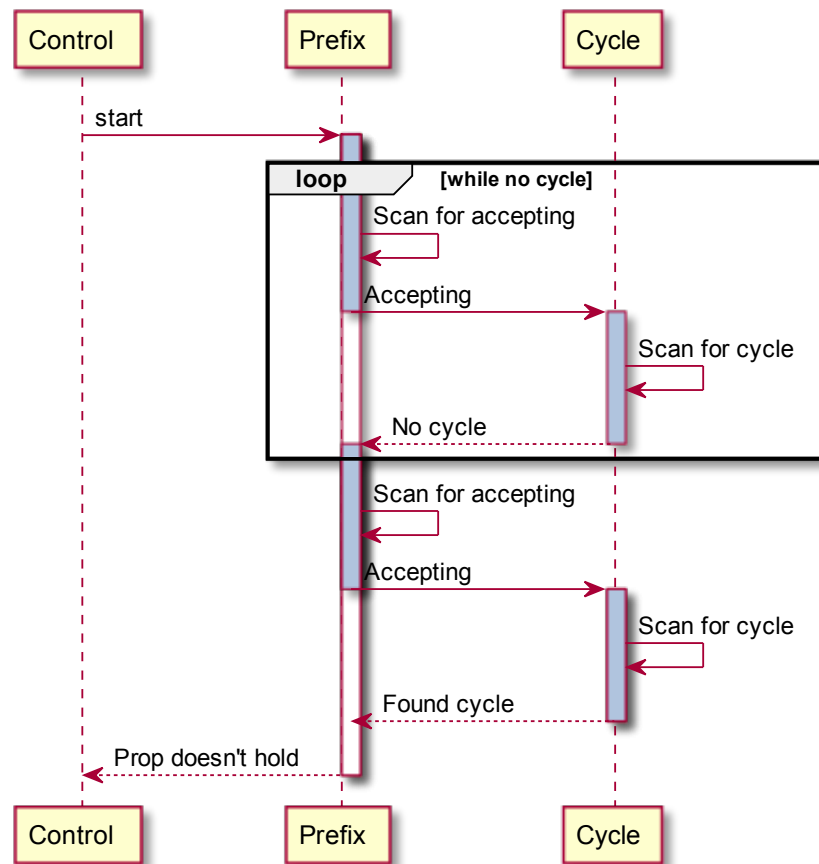 Control Prefix Cycle
start
loop [while no cycle]
Scan for accepting
Accepting
Scan for cycle
No cycle
Scan for accepting
Accepting
Scan for cycle
Found cycle
Prop doesn't hold
Control Prefix Cycle